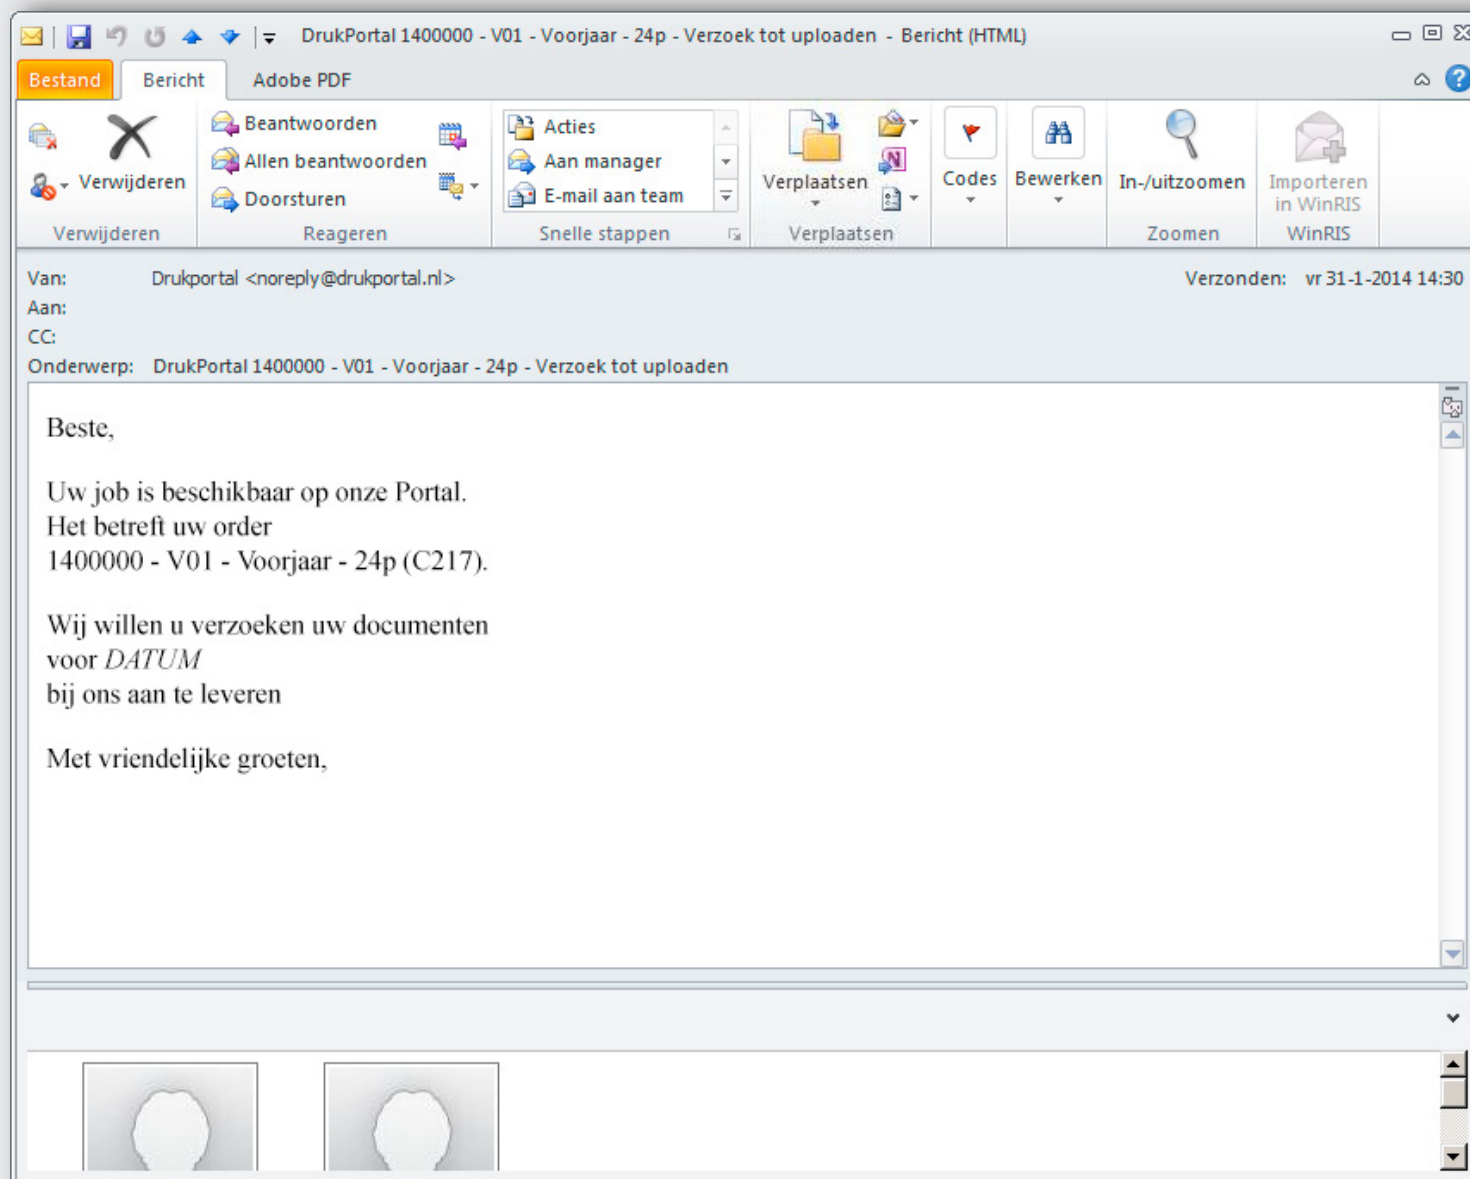 DrukPortal 1400000 - V01 - Voorjaar - 24p - Verzoek tot uploaden - Bericht (HTML)
Bestand Bericht Adobe PDF
Verwijderen
Beantwoorden
Allen beantwoorden
Doorsturen
Acties
Aan manager
E-mail aan team
Verplaatsen
Codes
Bewerken
In-/uitzoomen
Importeren
in WinRIS
Verwijderen Reageren Snelle stappen Verplaatsen Zoomen WinRIS
Van: Drukportal <noreply@drukportal.nl> Verzonden: vr 31-1-2014 14:30
Aan:
CC:
Onderwerp: DrukPortal 1400000 - V01 - Voorjaar - 24p - Verzoek tot uploaden
Beste,
Uw job is beschikbaar op onze Portal.
Het betreft uw order
1400000 - V01 - Voorjaar - 24p (C217).
Wij willen u verzoeken uw documenten
voor DATUM
bij ons aan te leveren
Met vriendelijke groeten,